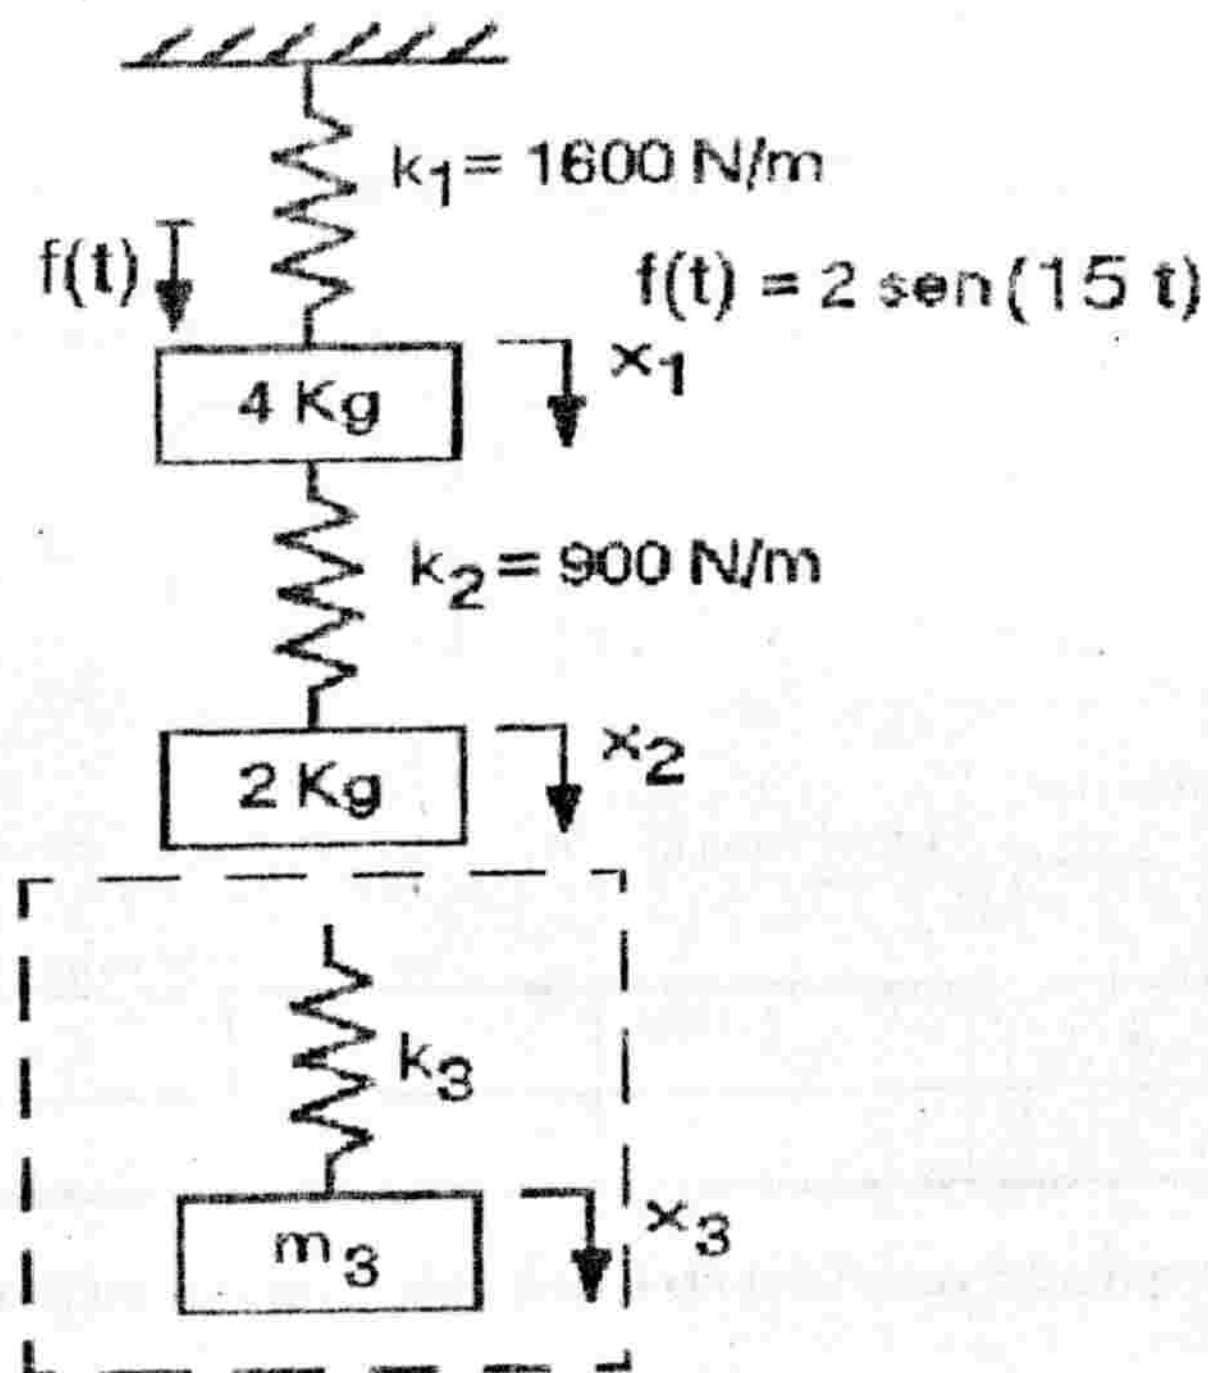 k₁= 1600 N/m
f(t)
f(t) = 2 sen(15 t)
4 Kg
x₁
k₂= 900 N/m
2 Kg
x₂
k₃
m₃
x₃